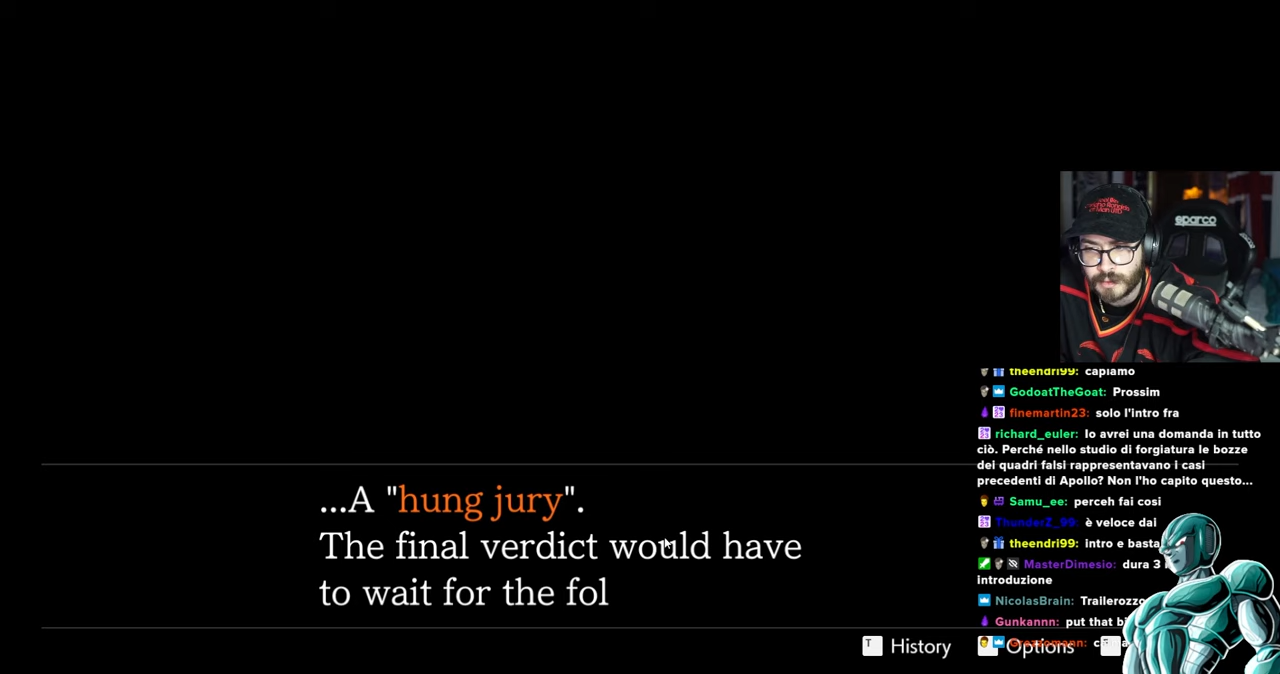 ...A "hung jury".
The final verdict would have
to wait for the fol
T History
Options
sparco
theendri99: capiamo
GodoatTheGoat: Prossim
finemartin23: solo l'intro fra
richard_euler: Io avrei una domanda in tutto
ciò. Perché nello studio di forgiatura le bozze
dei quadri falsi rappresentavano i casi
precedenti di Apollo? Non l'ho capito questo...
Samu_ee: perceh fai cosi
ThunderZ_99: è veloce dai
theendri99: intro e basta
MasterDimesio: dura 3
introduzione
NicolasBrain: Trailerozzo
Gunkannn: put that